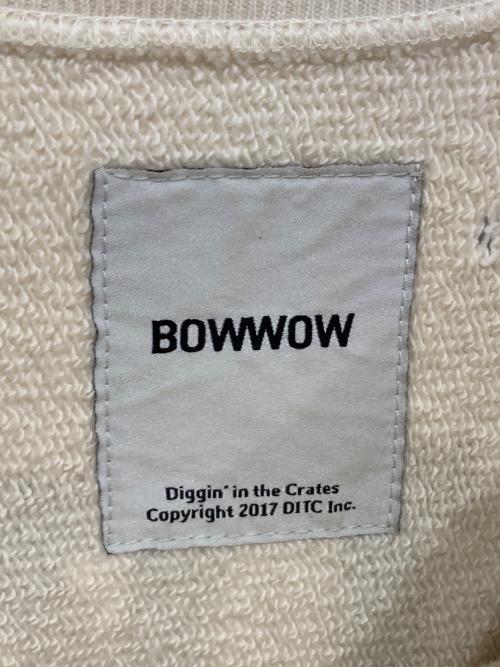 BOWWOW
Diggin' in the Crates
Copyright 2017 DITC Inc.